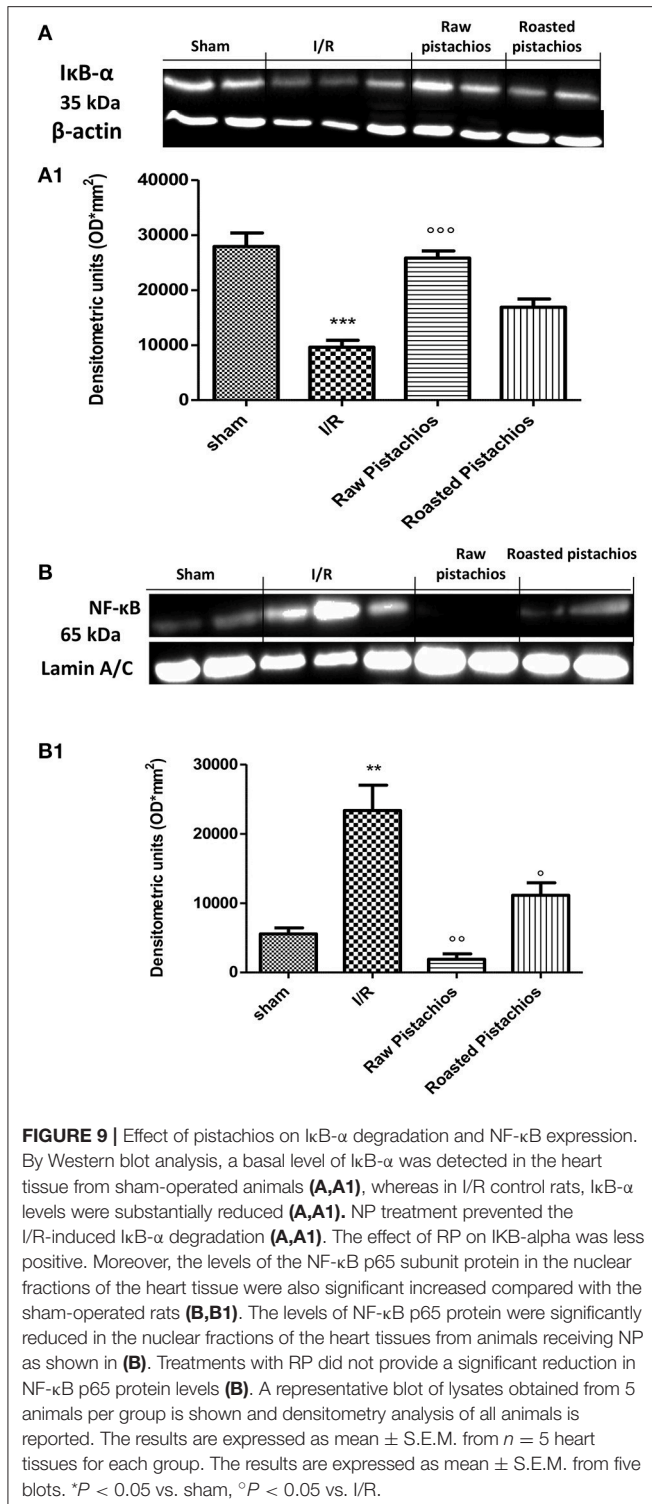 A
Sham I/R Raw pistachios Roasted pistachios
IκB-α
35 kDa
β-actin
A1
Densitometric units (OD*mm²)
40000
30000
20000
10000
0
***
°°°
sham
I/R
Raw Pistachios
Roasted Pistachios
B
Sham I/R Raw pistachios Roasted pistachios
NF-κB
65 kDa
Lamin A/C
B1
Densitometric units (OD*mm²)
30000
20000
10000
0
**
°°
°
sham
I/R
Raw Pistachios
Roasted Pistachios
FIGURE 9 | Effect of pistachios on IκB-α degradation and NF-κB expression.
By Western blot analysis, a basal level of IκB-α was detected in the heart
tissue from sham-operated animals (A,A1), whereas in I/R control rats, IκB-α
levels were substantially reduced (A,A1). NP treatment prevented the
I/R-induced IκB-α degradation (A,A1). The effect of RP on IKB-alpha was less
positive. Moreover, the levels of the NF-κB p65 subunit protein in the nuclear
fractions of the heart tissue were also significant increased compared with the
sham-operated rats (B,B1). The levels of NF-κB p65 protein were significantly
reduced in the nuclear fractions of the heart tissues from animals receiving NP
as shown in (B). Treatments with RP did not provide a significant reduction in
NF-κB p65 protein levels (B). A representative blot of lysates obtained from 5
animals per group is shown and densitometry analysis of all animals is
reported. The results are expressed as mean ± S.E.M. from n = 5 heart
tissues for each group. The results are expressed as mean ± S.E.M. from five
blots. *P < 0.05 vs. sham, °P < 0.05 vs. I/R.